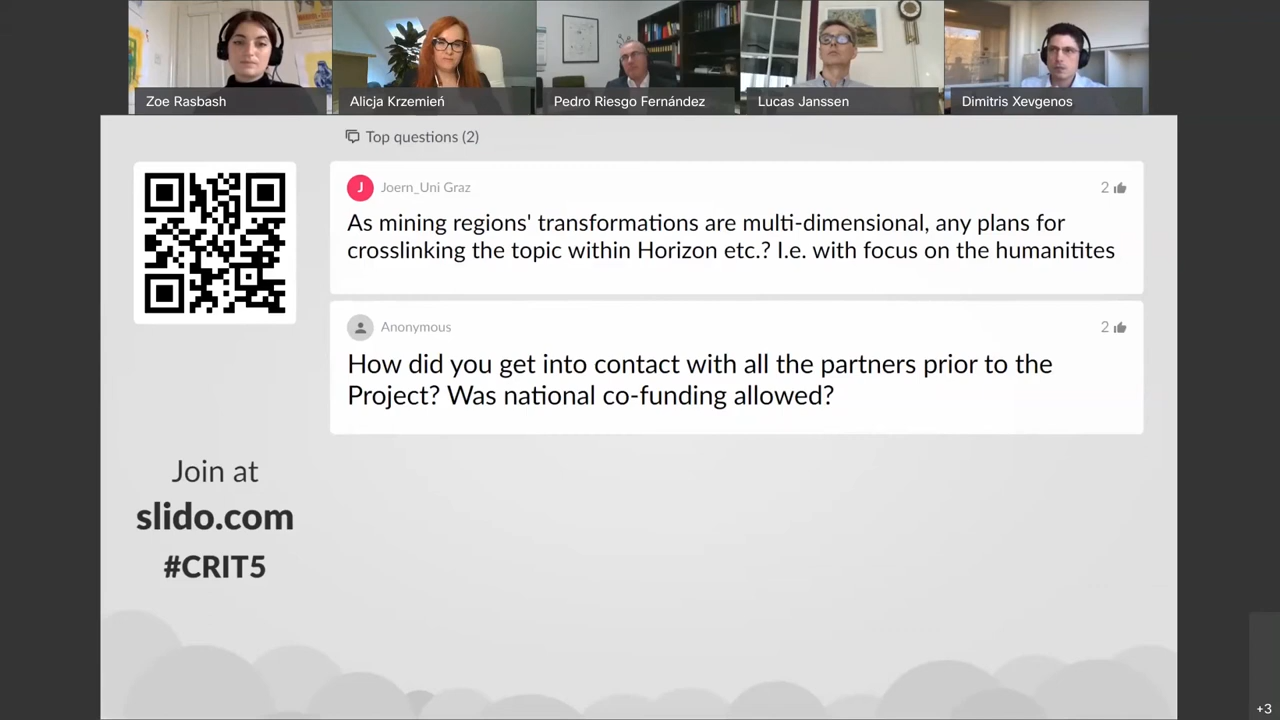 Zoe Rasbash
Alicja Krzemień
Pedro Riesgo Fernández
Lucas Janssen
Dimitris Xevgenos
Top questions (2)
J
Joern_Uni Graz
2
As mining regions' transformations are multi-dimensional, any plans for
crosslinking the topic within Horizon etc.? I.e. with focus on the humanitites
Anonymous
2
How did you get into contact with all the partners prior to the
Project? Was national co-funding allowed?
Join at
slido.com
#CRIT5
+3